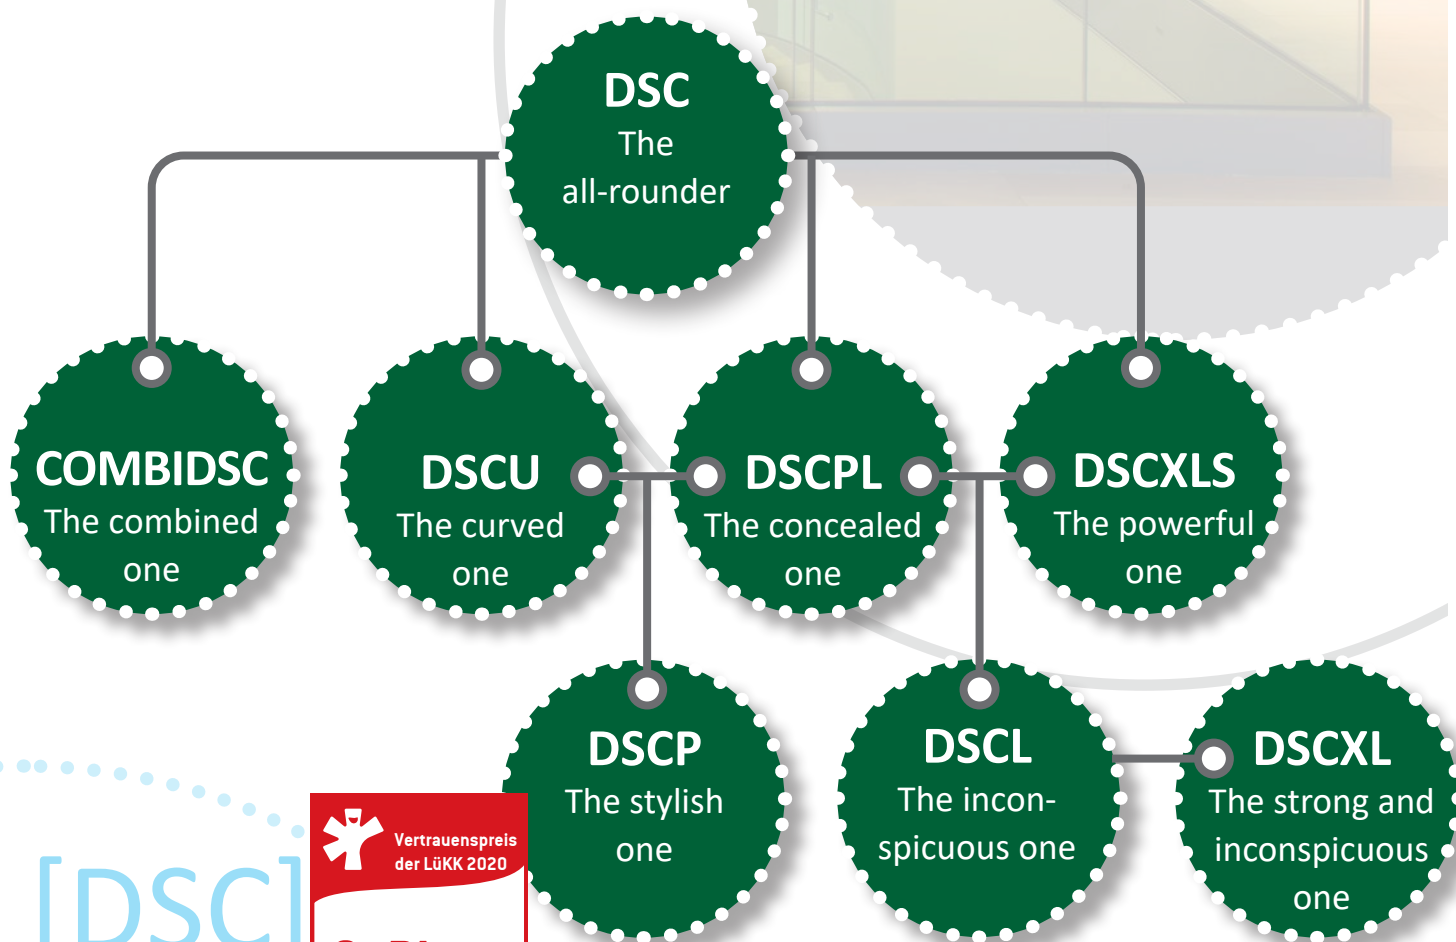 DSC
The
all-rounder
COMBIDSC
The combined
one
DSCU
The curved
one
DSCPL
The concealed
one
DSCXLS
The powerful
one
DSCP
The stylish
one
DSCL
The incon-
spicuous one
DSCXL
The strong and
inconspicuous
one
[DSC]
Vertrauenspreis
der LüKK 2020